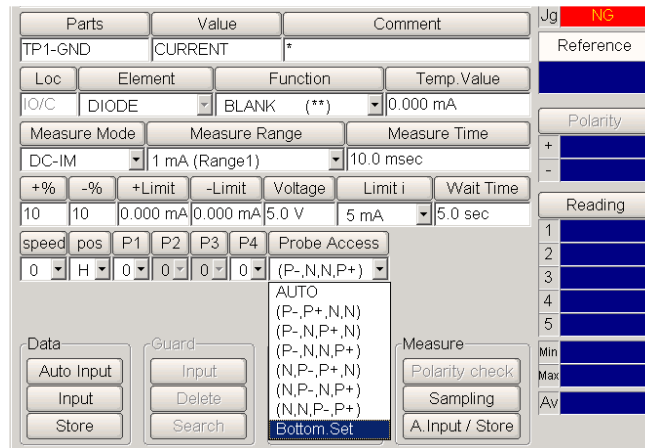 Parts Value Comment Jg NG
TP1-GND CURRENT * Reference
Loc Element Function Temp.Value
IO/C DIODE BLANK (**) 0.000 mA
Polarity
Measure Mode Measure Range Measure Time
+
DC-IM 1 mA (Range1) 10.0 msec
-
+% -% +Limit -Limit Voltage Limit i Wait Time
Reading
10 10 0.000 mA 0.000 mA 5.0 V 5 mA 5.0 sec
1
speed pos P1 P2 P3 P4 Probe Access
2
0 H 0 0 0 0 (P-,N,N,P+)
3
AUTO
(P-,P+,N,N)
4
(P-,N,P+,N)
5
Data Guard (P-,N,N,P+) Measure
Min
Auto Input Input (N,P-,P+,N) Polarity check
Max
Input Delete (N,P-,N,P+) Sampling
Av
(N,N,P-,P+)
Store Search Bottom.Set A.Input / Store